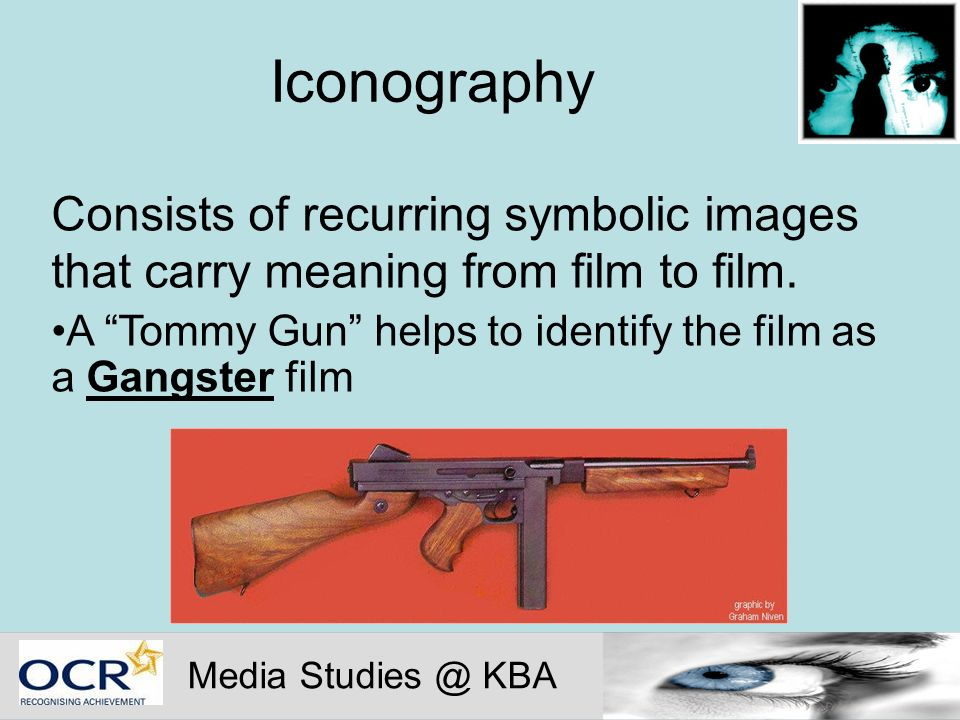 Iconography
Consists of recurring symbolic images
that carry meaning from film to film.
•A “Tommy Gun” helps to identify the film as
a Gangster film
graphic by
Graham Niven
OCR
RECOGNISING ACHIEVEMENT
Media Studies @ KBA